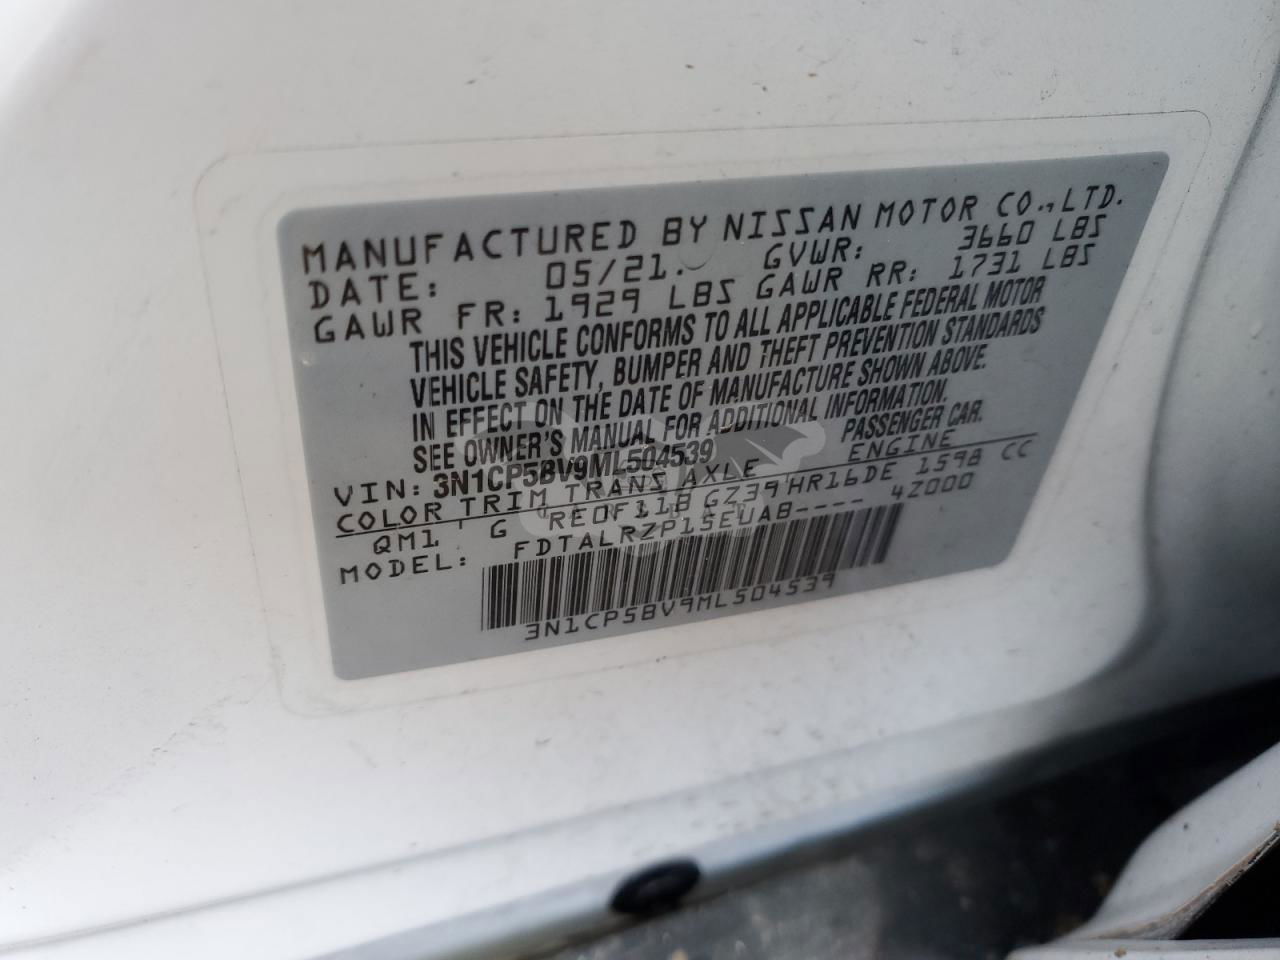 MANUFACTURED BY NISSAN MOTOR CO., LTD.
DATE: 05/21. GVWR: 3660 LBS
GAWR FR: 1929 LBS GAWR RR: 1731 LBS
THIS VEHICLE CONFORMS TO ALL APPLICABLE FEDERAL MOTOR
VEHICLE SAFETY, BUMPER AND THEFT PREVENTION STANDARDS
IN EFFECT ON THE DATE OF MANUFACTURE SHOWN ABOVE.
SEE OWNER'S MANUAL FOR ADDITIONAL INFORMATION.
VIN: 3N1CP5BV9ML504539 PASSENGER CAR.
COLOR TRIM TRANS AXLE ENGINE
QM1 G RE0F11B GZ39 HR16DE 1598 CC
MODEL: FDTALRZP15EUAB---- 4Z000
3N1CP5BV9ML504539